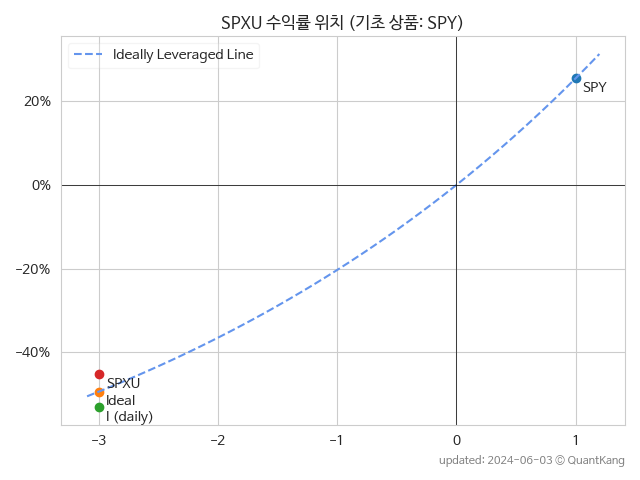 SPXU 수익률 위치 (기초 상품: SPY)
Ideally Leveraged Line
SPY
20%
0%
−20%
−40%
SPXU
Ideal
I (daily)
−3
−2
−1
0
1
updated: 2024-06-03 © QuantKang